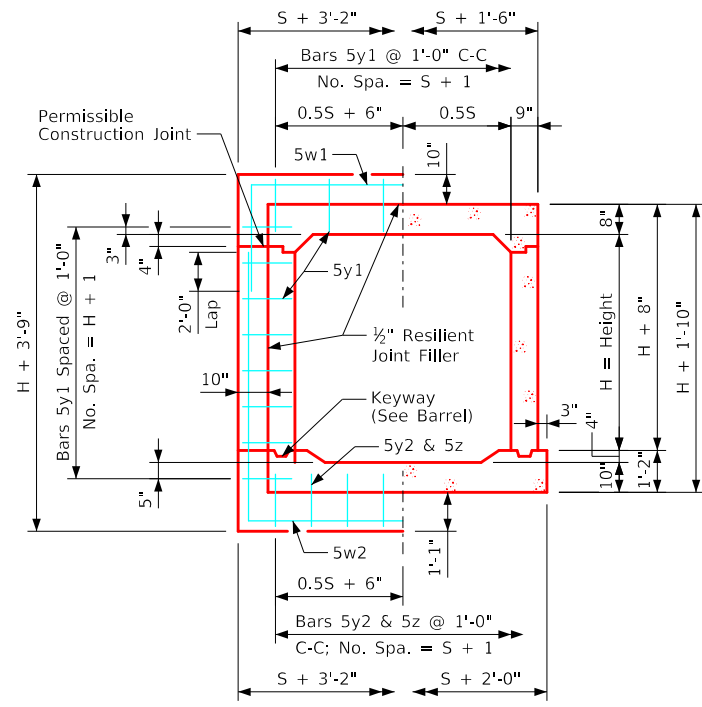 S + 3'-2"
S + 1'-6"
Bars 5y1 @ 1'-0" C-C
No. Spa. = S + 1
Permissible
Construction Joint
0.5S + 6"
0.5S
9"
5w1
10"
8"
3"
4"
5y1
2'-0"
Lap
Bars 5y1 Spaced @ 1'-0"
No. Spa. = H + 1
H + 3'-9"
½" Resilient
Joint Filler
H = Height
H + 8"
H + 1'-10"
10"
Keyway
(See Barrel)
3"
4"
5y2 & 5z
5"
10"
1'-2"
5w2
1'-1"
0.5S + 6"
Bars 5y2 & 5z @ 1'-0"
C-C; No. Spa. = S + 1
S + 3'-2"
S + 2'-0"